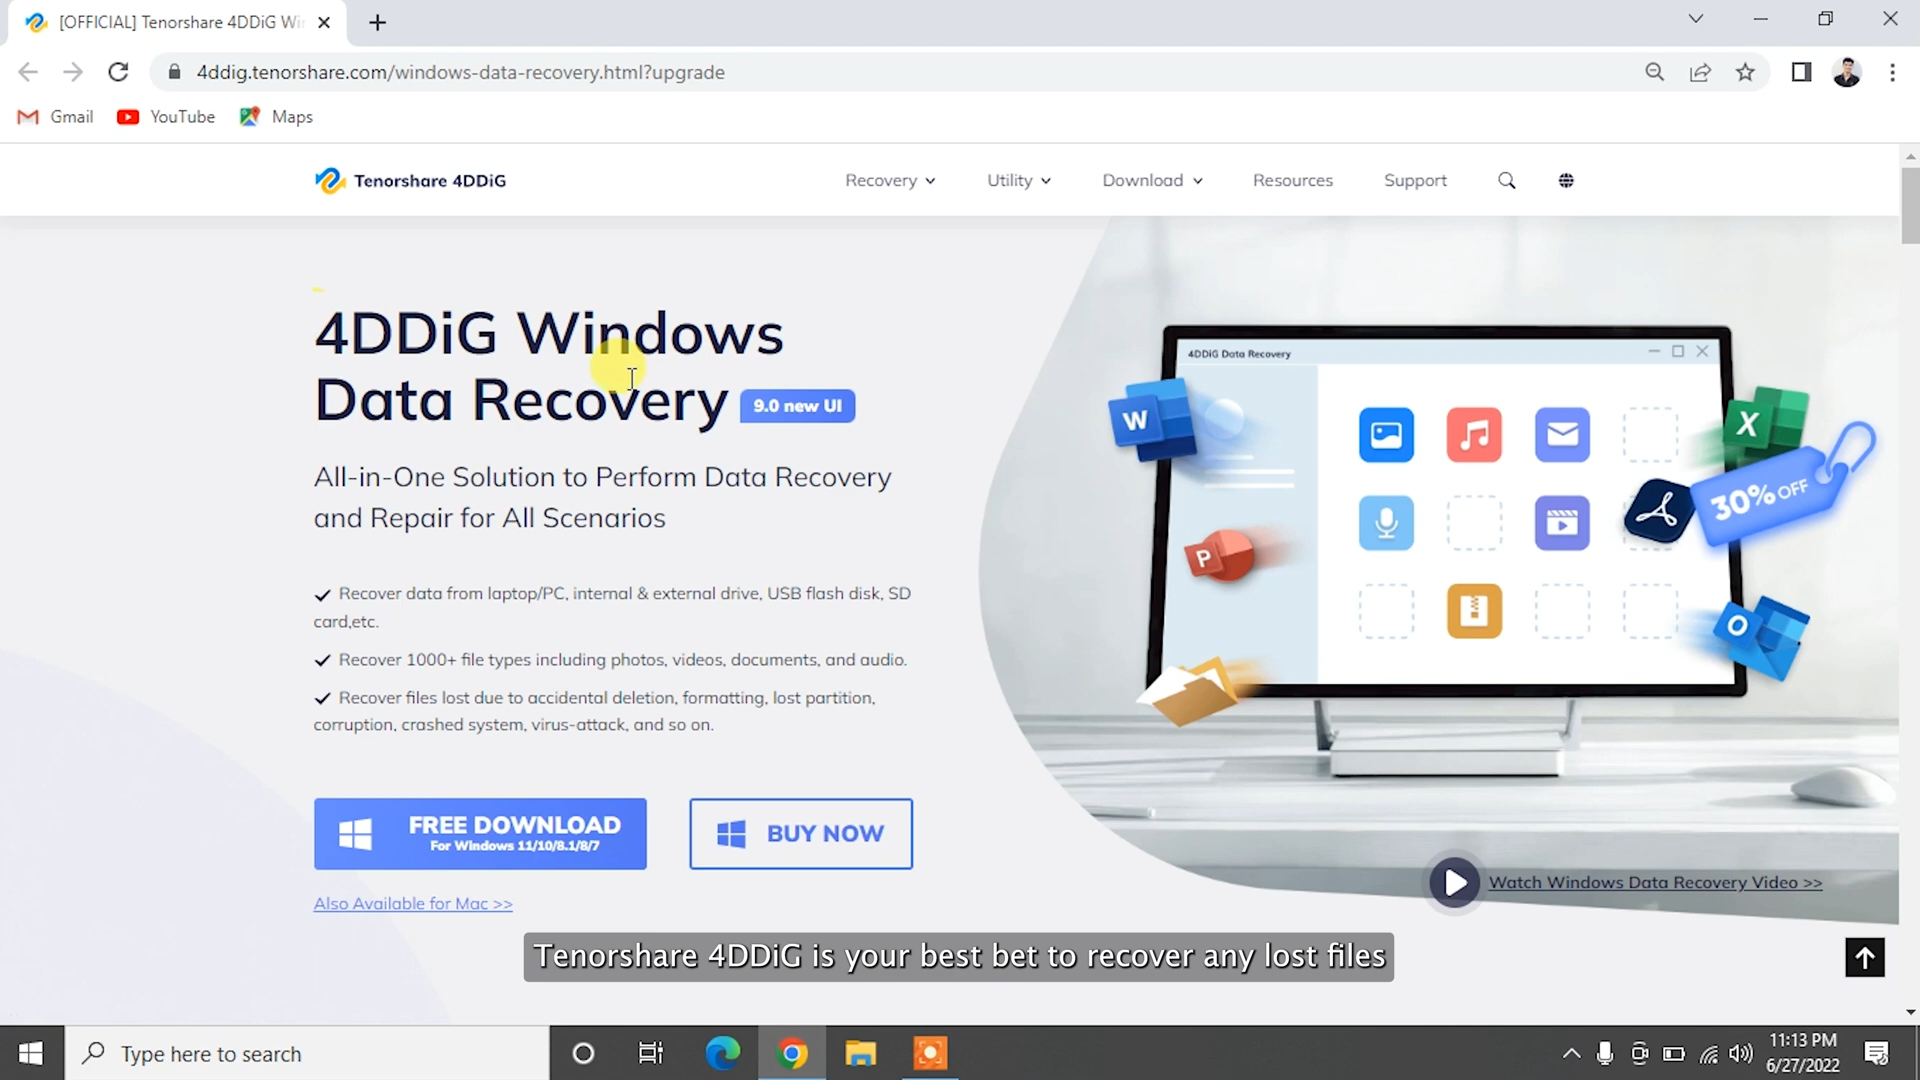 [OFFICIAL] Tenorshare 4DDiG Wi
4ddig.tenorshare.com/windows-data-recovery.html?upgrade
Gmail
YouTube
Maps
Tenorshare 4DDiG
Recovery
Utility
Download
Resources
Support
4DDiG Windows
Data Recovery
9.0 new UI
All-in-One Solution to Perform Data Recovery
and Repair for All Scenarios
Recover data from laptop/PC, internal & external drive, USB flash disk, SD
card,etc.
Recover 1000+ file types including photos, videos, documents, and audio.
Recover files lost due to accidental deletion, formatting, lost partition,
corruption, crashed system, virus-attack, and so on.
FREE DOWNLOAD
For Windows 11/10/8.1/8/7
BUY NOW
Also Available for Mac >>
4DDiG Data Recovery
W
P
X
O
30% OFF
Watch Windows Data Recovery Video >>
Tenorshare 4DDiG is your best bet to recover any lost files
Type here to search
11:13 PM
6/27/2022